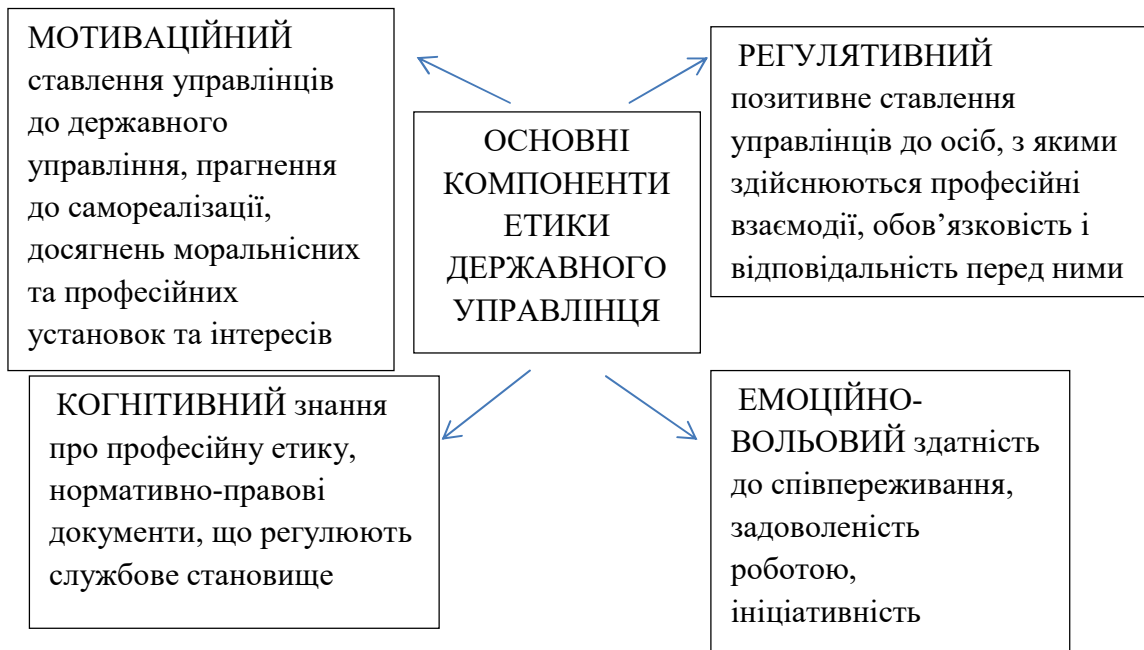 МОТИВАЦІЙНИЙ
ставлення управлінців
до державного
управління, прагнення
до самореалізації,
досягнень моральнісних
та професійних
установок та інтересів
ОСНОВНІ
КОМПОНЕНТИ
ЕТИКИ
ДЕРЖАВНОГО
УПРАВЛІНЦЯ
РЕГУЛЯТИВНИЙ
позитивне ставлення
управлінців до осіб, з якими
здійснюються професійні
взаємодії, обов’язковість і
відповідальність перед ними
КОГНІТИВНИЙ знання
про професійну етику,
нормативно-правові
документи, що регулюють
службове становище
ЕМОЦІЙНО-
ВОЛЬОВИЙ здатність
до співпереживання,
задоволеність
роботою,
ініціативність